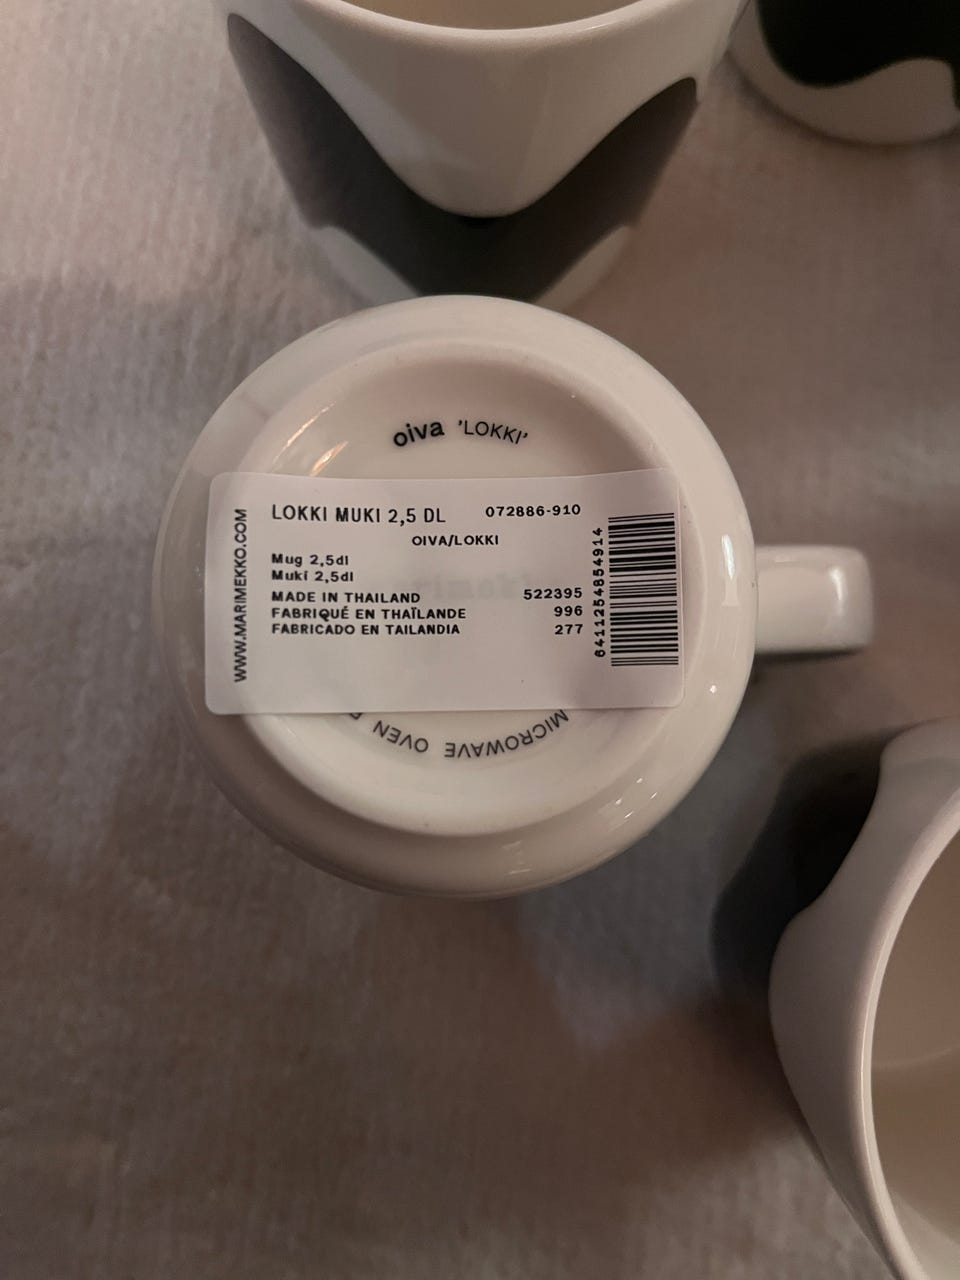 oiva 'LOKKI'
LOKKI MUKI 2,5 DL 072886-910
OIVA/LOKKI
Mug 2,5dl
Muki 2,5dl
MADE IN THAILAND 522395
FABRIQUÉ EN THAÏLANDE 996
FABRICADO EN TAILANDIA 277
WWW.MARIMEKKO.COM
6411254854914
MICROWAVE OVEN